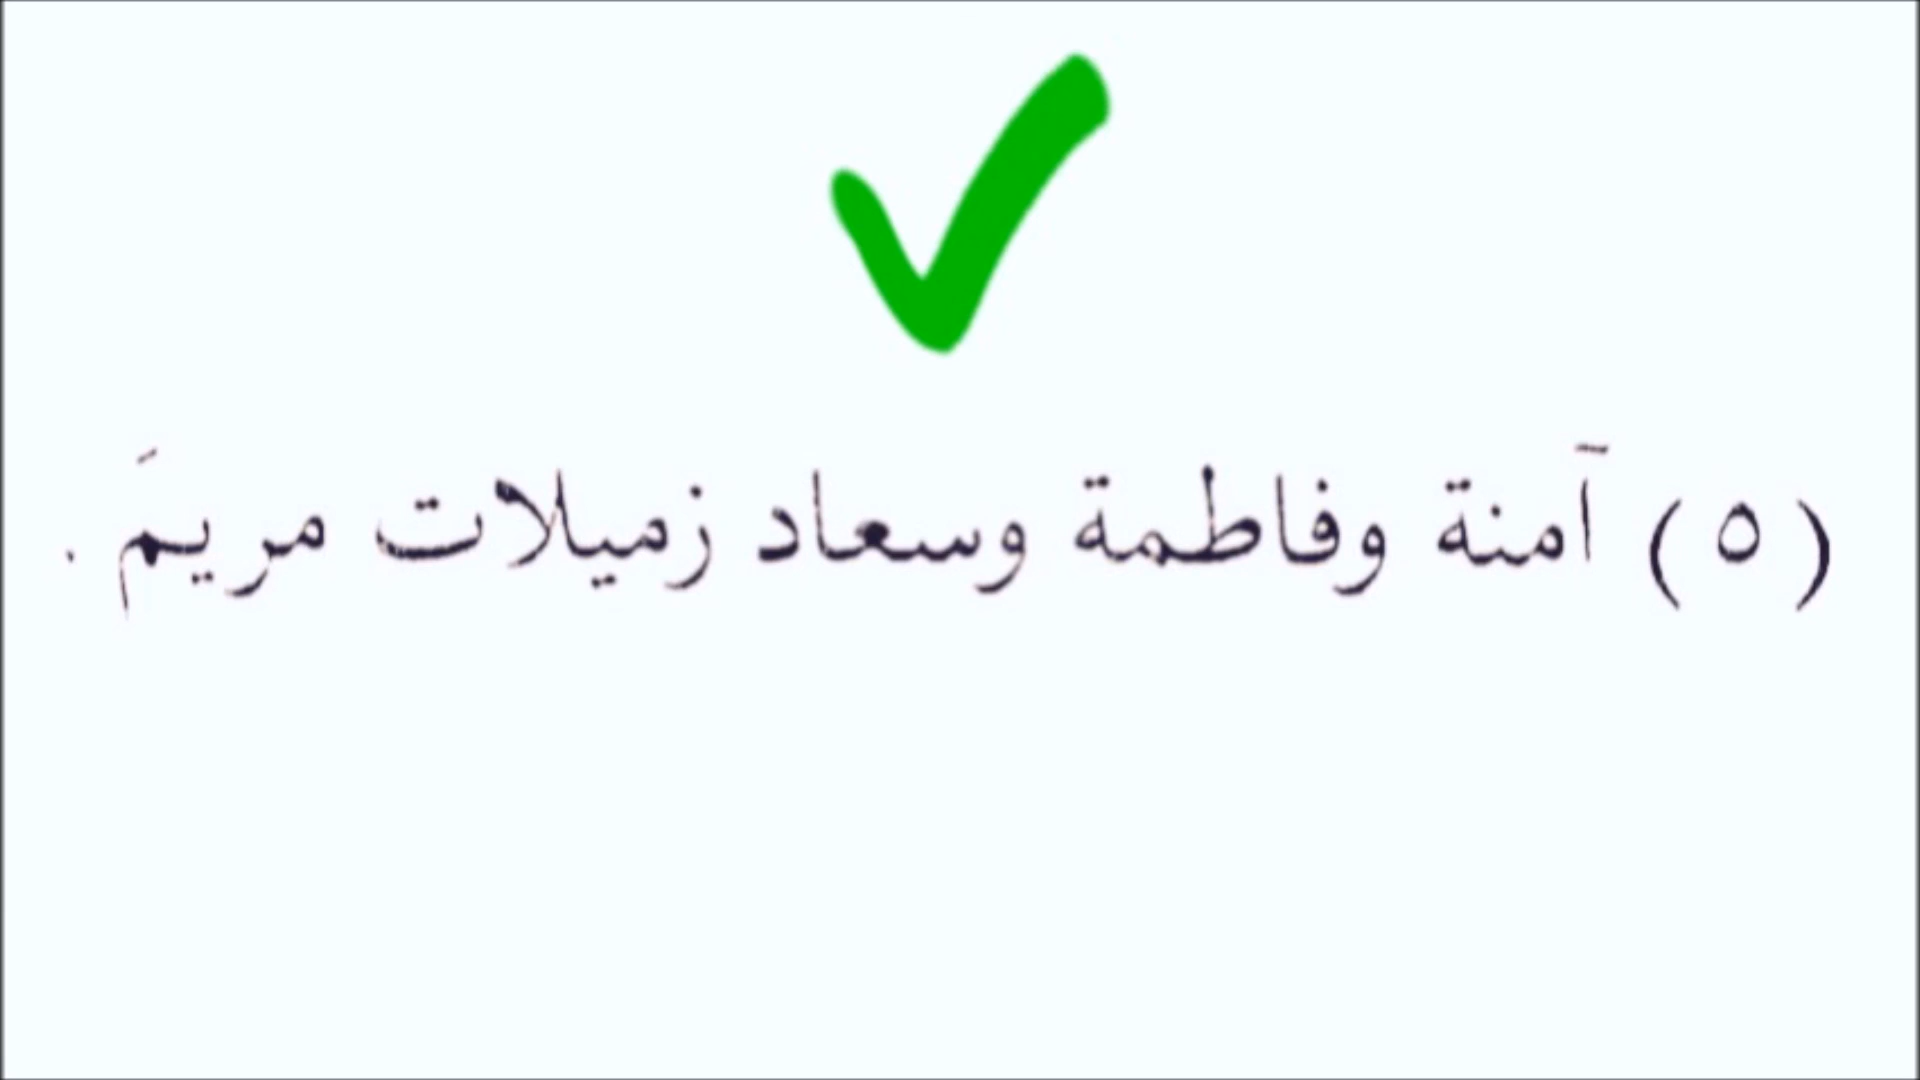 (٥) آمنة وفاطمة وسعاد زميلات مريمَ .